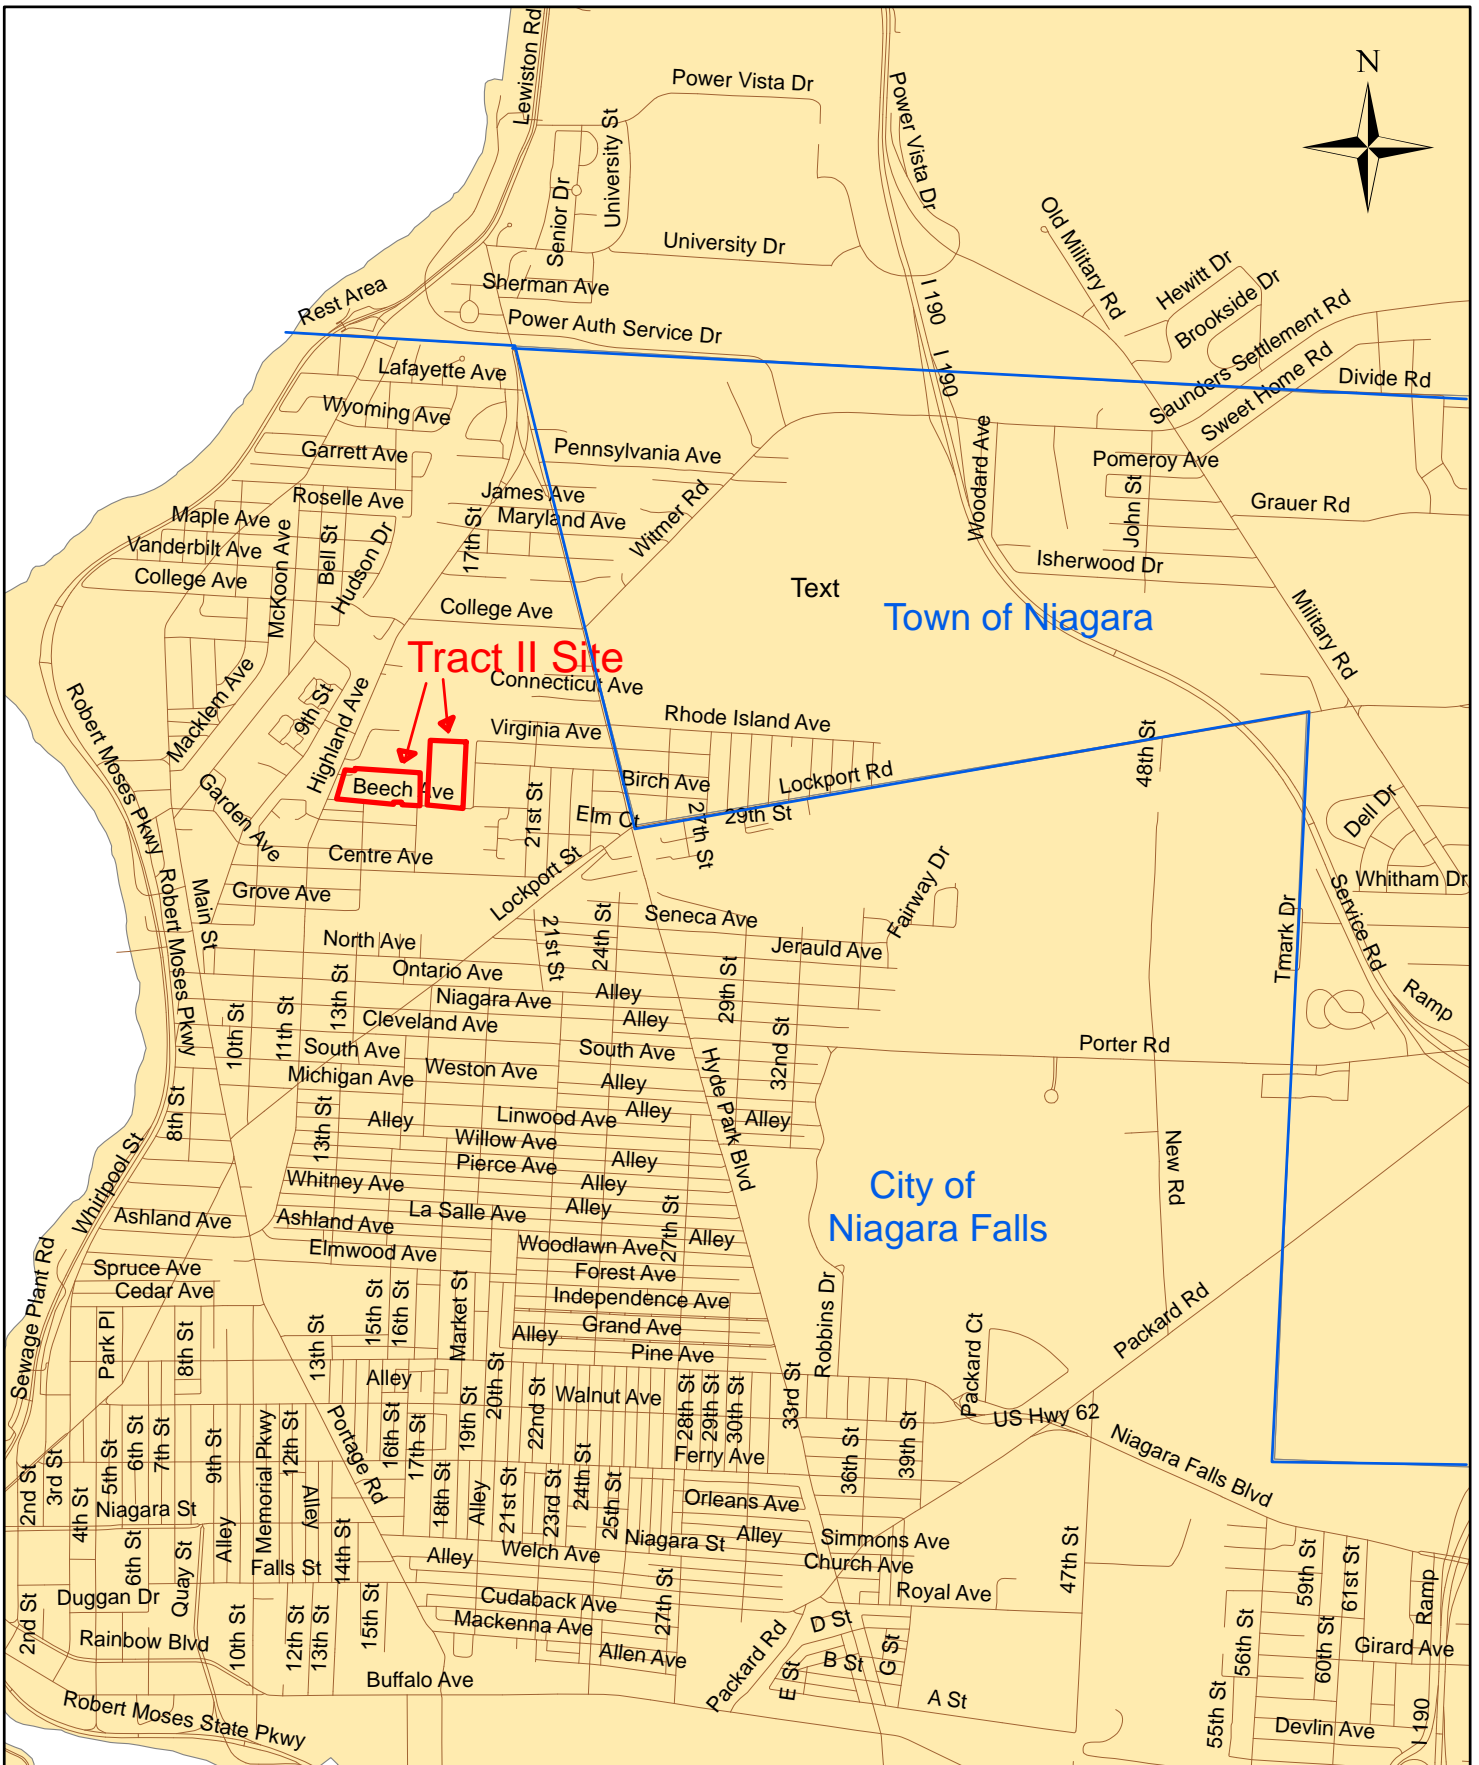 Lewiston Rd
N
Power Vista Dr
Power Vista Dr
University St
Senior Dr
University Dr
Old Military Rd
Hewitt Dr
Brookside Dr
Sherman Ave
I 190
Rest Area
Power Auth Service Dr
Saunders Settlement Rd
Sweet Home Rd
I 190
Divide Rd
Lafayette Ave
Wyoming Ave
Garrett Ave
Pennsylvania Ave
Woodard Ave
Pomeroy Ave
Roselle Ave
James Ave
Grauer Rd
Maple Ave
Maryland Ave
Witmer Rd
John St
17th St
Vanderbilt Ave
McKoon Ave
Bell St
Hudson Dr
Isherwood Dr
College Ave
Text
College Ave
Town of Niagara
Military Rd
Tract II Site
Connecticut Ave
Macklem Ave
9th St
Highland Ave
Rhode Island Ave
Virginia Ave
Robert Moses Pkwy
48th St
Birch Ave
Lockport Rd
Beech Ave
Garden Ave
21st St
Elm Ct
27th St
29th St
Dell Dr
Centre Ave
Lockport St
Whitham Dr
Grove Ave
Fairway Dr
Service Rd
Robert Moses Pkwy
Main St
Seneca Ave
21st St
24th St
Jerauld Ave
Tmark Dr
North Ave
Ontario Ave
Ramp
13th St
29th St
Niagara Ave
Alley
Cleveland Ave
Alley
10th St
11th St
32nd St
Porter Rd
South Ave
South Ave
Weston Ave
Michigan Ave
Alley
Hyde Park Blvd
8th St
13th St
Alley
Linwood Ave
Alley
Alley
Willow Ave
Whirlpool St
Pierce Ave
Alley
New Rd
Whitney Ave
Alley
City of
Niagara Falls
La Salle Ave
Alley
Ashland Ave
Ashland Ave
27th St
Alley
Elmwood Ave
Woodlawn Ave
Sewage Plant Rd
Spruce Ave
Forest Ave
Cedar Ave
Independence Ave
15th St
16th St
Market St
Robbins Dr
Packard Rd
Park Pl
8th St
13th St
Alley
Grand Ave
Pine Ave
Packard Ct
Alley
20th St
22nd St
Walnut Ave
28th St
29th St
30th St
33rd St
US Hwy 62
Portage Rd
16th St
17th St
19th St
2nd St
3rd St
5th St
6th St
7th St
9th St
Memorial Pkwy
12th St
Ferry Ave
36th St
39th St
Niagara Falls Blvd
4th St
Niagara St
Alley
Alley
18th St
Alley
21st St
23rd St
24th St
25th St
Orleans Ave
Niagara St
Alley
Simmons Ave
6th St
Quay St
Falls St
14th St
Alley
Welch Ave
Church Ave
47th St
59th St
61st St
Ramp
2nd St
Duggan Dr
Royal Ave
Cudaback Ave
27th St
10th St
12th St
13th St
15th St
Mackenna Ave
D St
Rainbow Blvd
Packard Rd
56th St
60th St
Girard Ave
Allen Ave
E St
B St
G St
Buffalo Ave
A St
55th St
Robert Moses State Pkwy
Devlin Ave
I 190